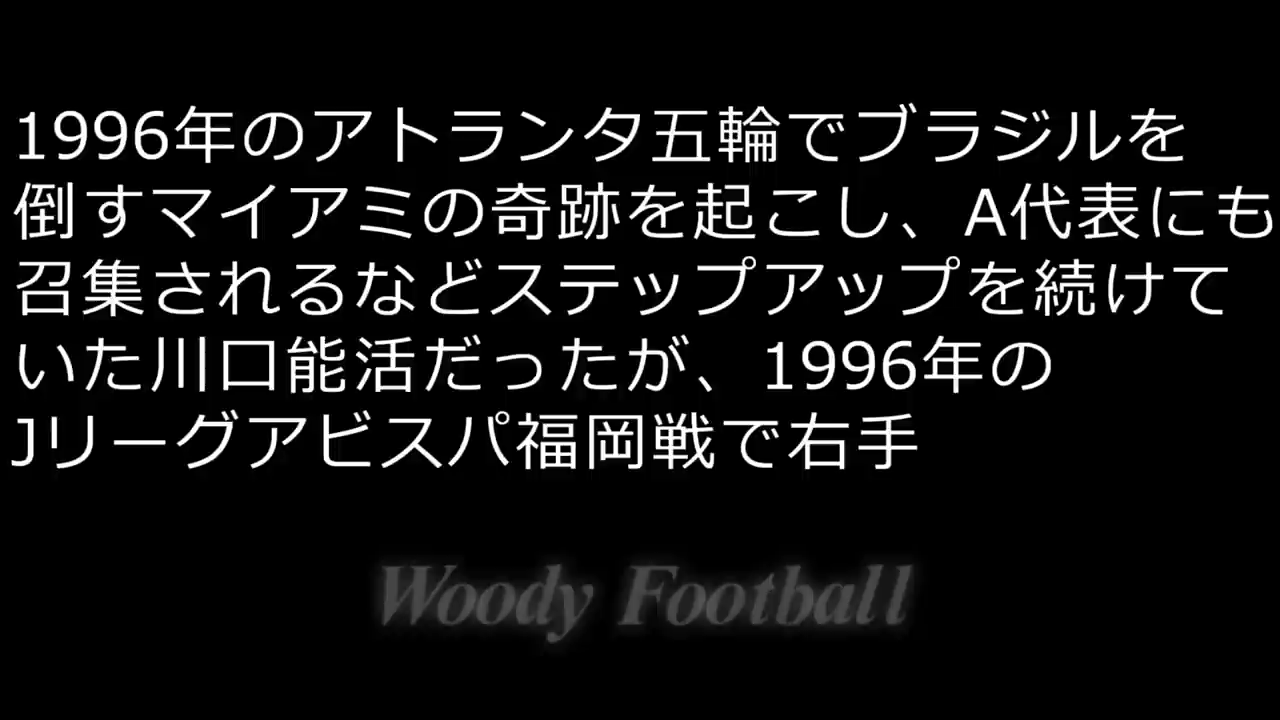 1996年のアトランタ五輪でブラジルを
倒すマイアミの奇跡を起こし、A代表にも
召集されるなどステップアップを続けて
いた川口能活だったが、1996年の
Jリーグアビスパ福岡戦で右手
Woody Football